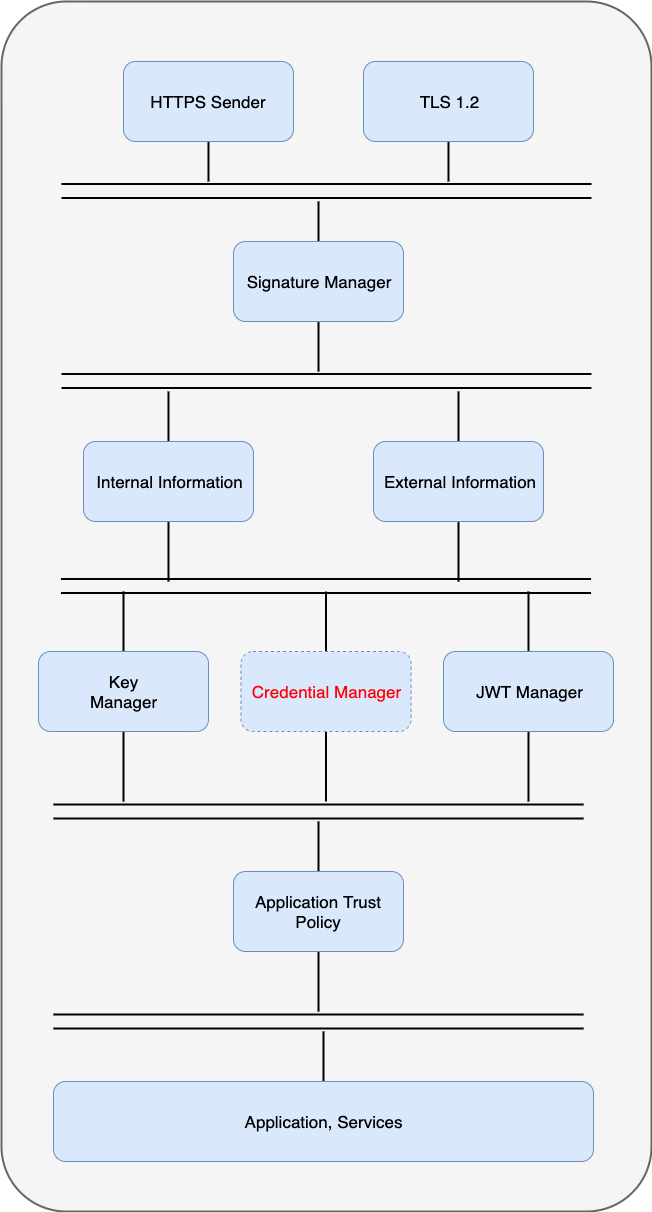 HTTPS Sender
TLS 1.2
Signature Manager
Internal Information
External Information
Key
Manager
Credential Manager
JWT Manager
Application Trust
Policy
Application, Services